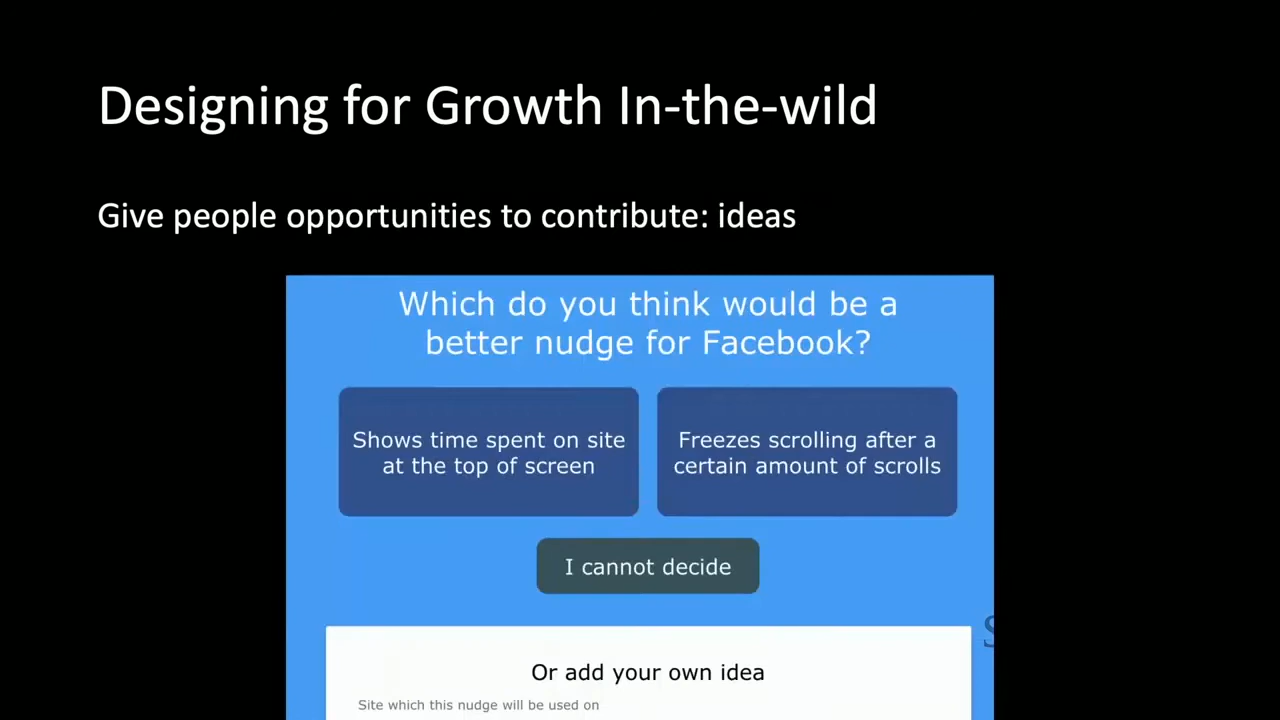 Designing for Growth In-the-wild
Give people opportunities to contribute: ideas
Which do you think would be a
better nudge for Facebook?
Shows time spent on site
at the top of screen
Freezes scrolling after a
certain amount of scrolls
I cannot decide
Or add your own idea
Site which this nudge will be used on